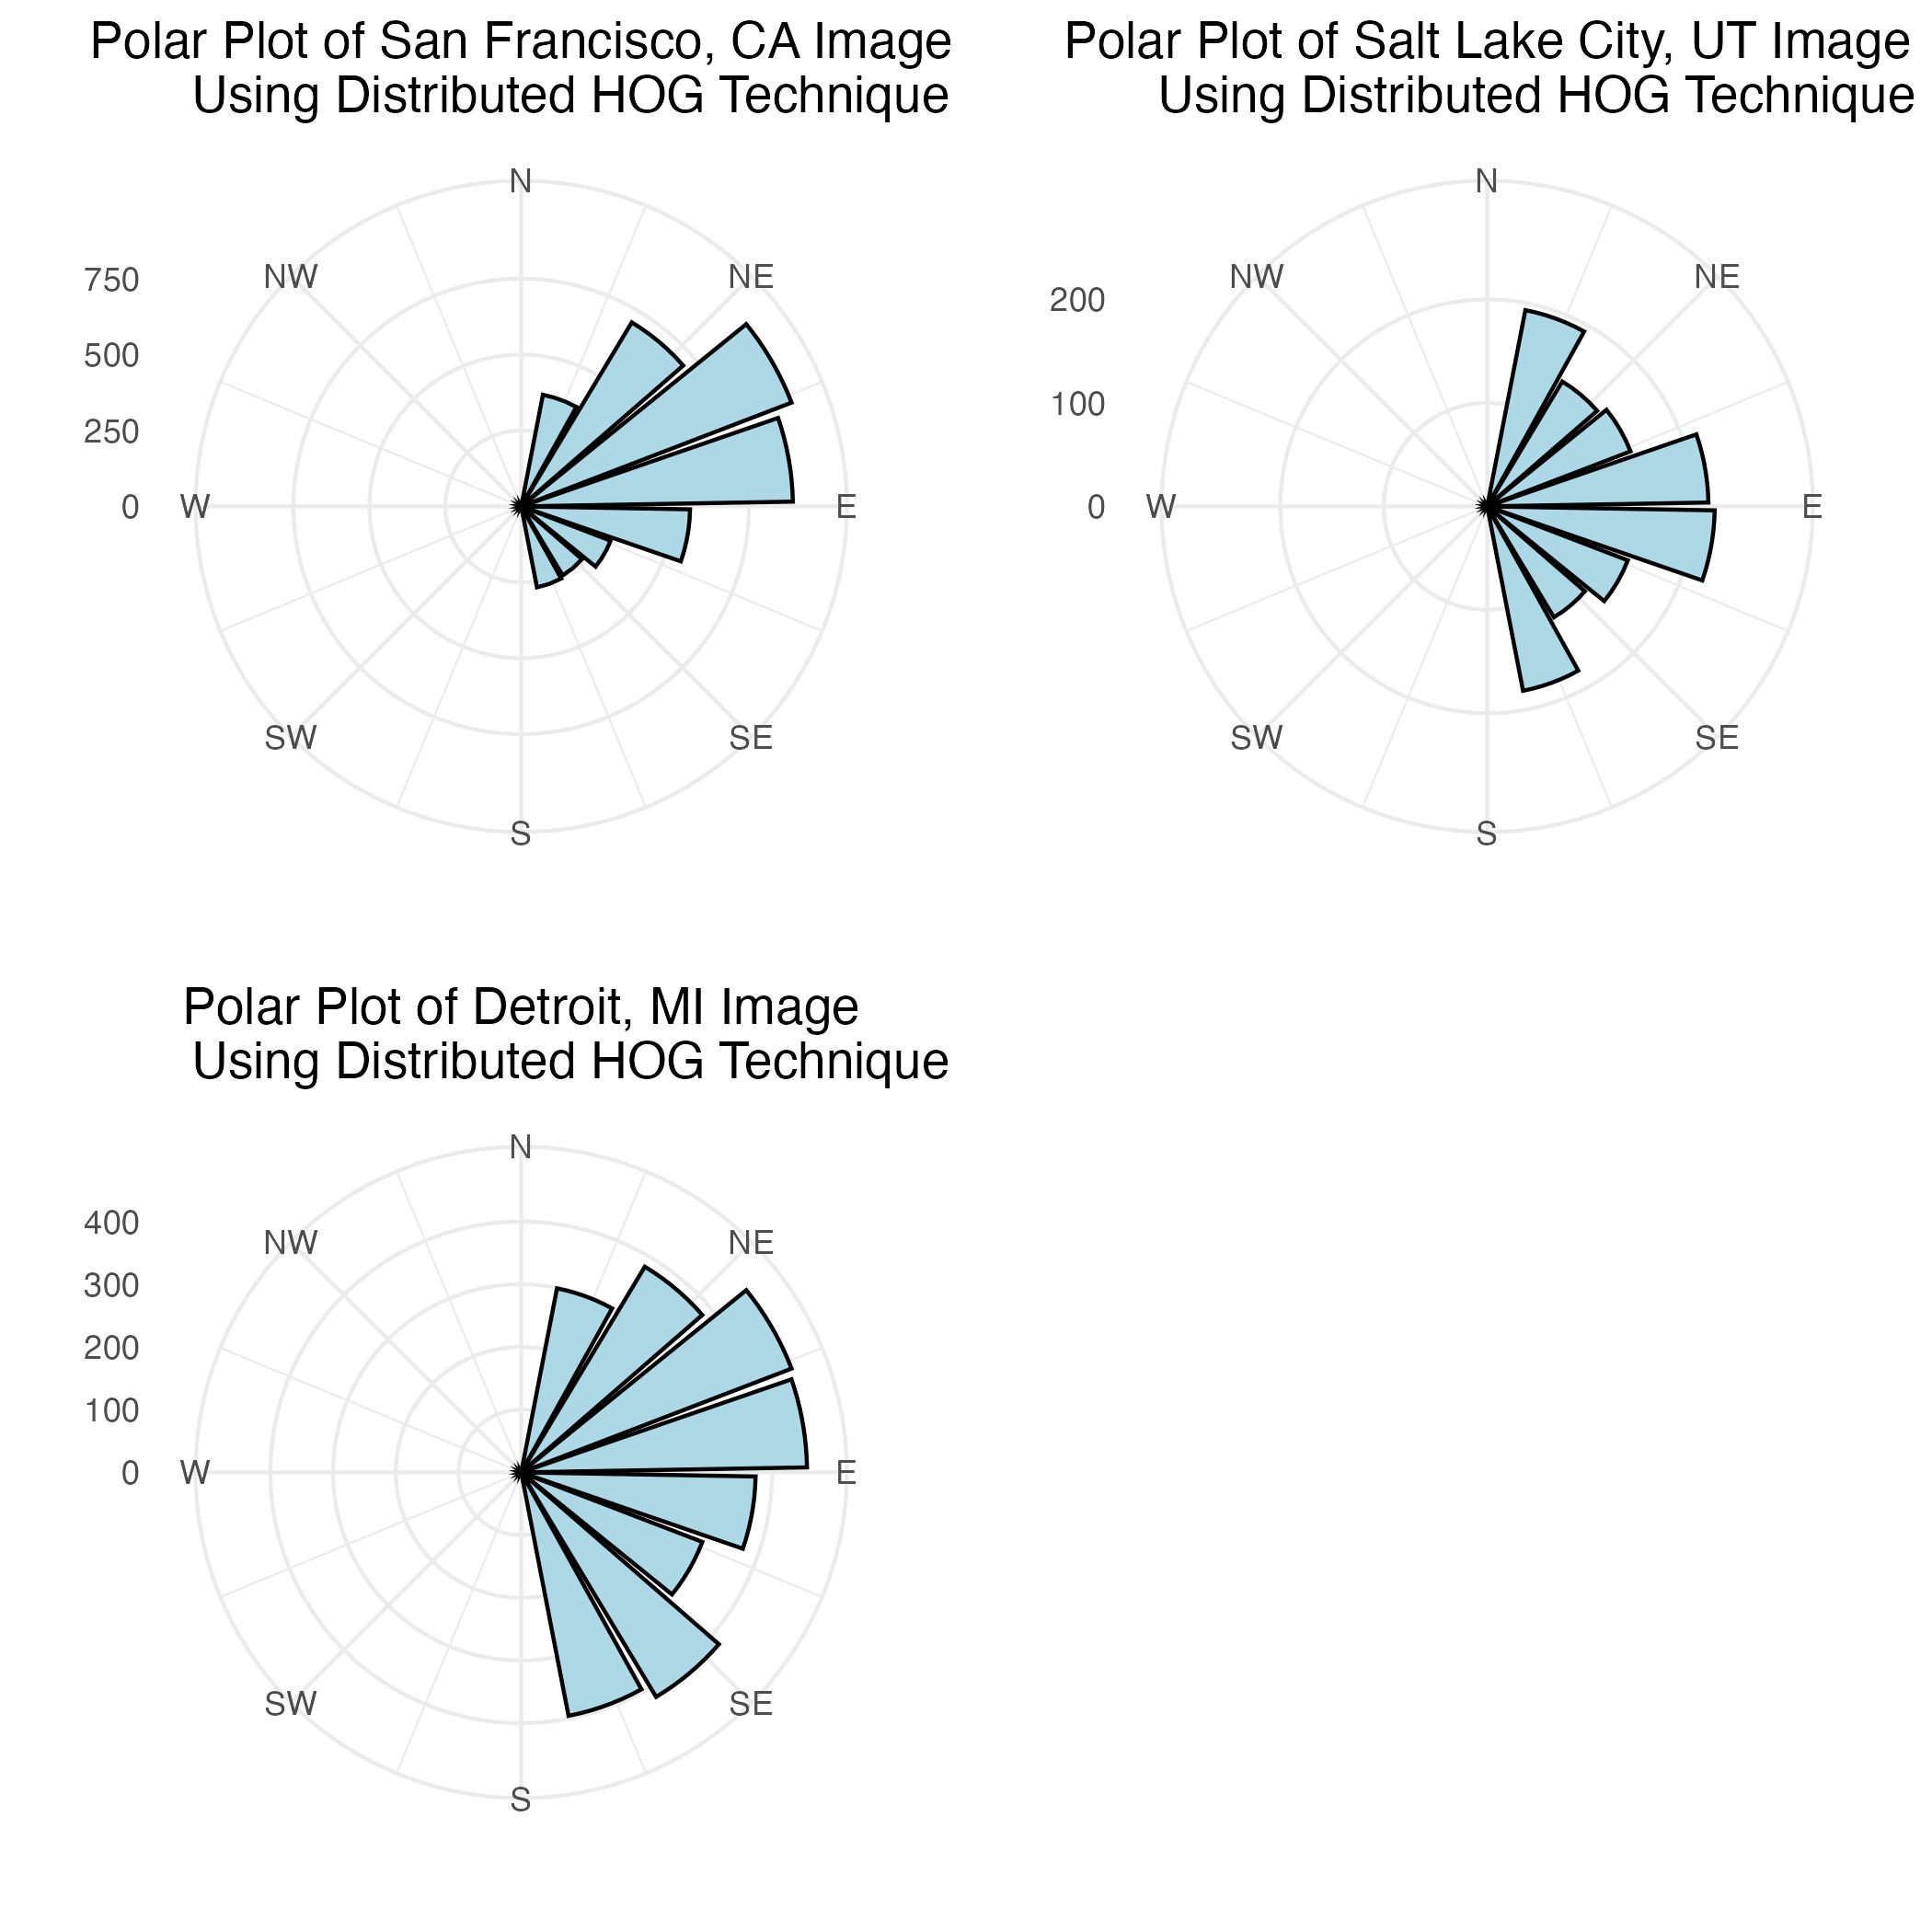 Polar Plot of San Francisco, CA Image
Using Distributed HOG Technique
N
NW
NE
750
500
250
0
W
E
SW
SE
S
Polar Plot of Salt Lake City, UT Image
Using Distributed HOG Technique
N
NW
NE
200
100
0
W
E
SW
SE
S
Polar Plot of Detroit, MI Image
Using Distributed HOG Technique
N
400
NW
NE
300
200
100
0
W
E
SW
SE
S